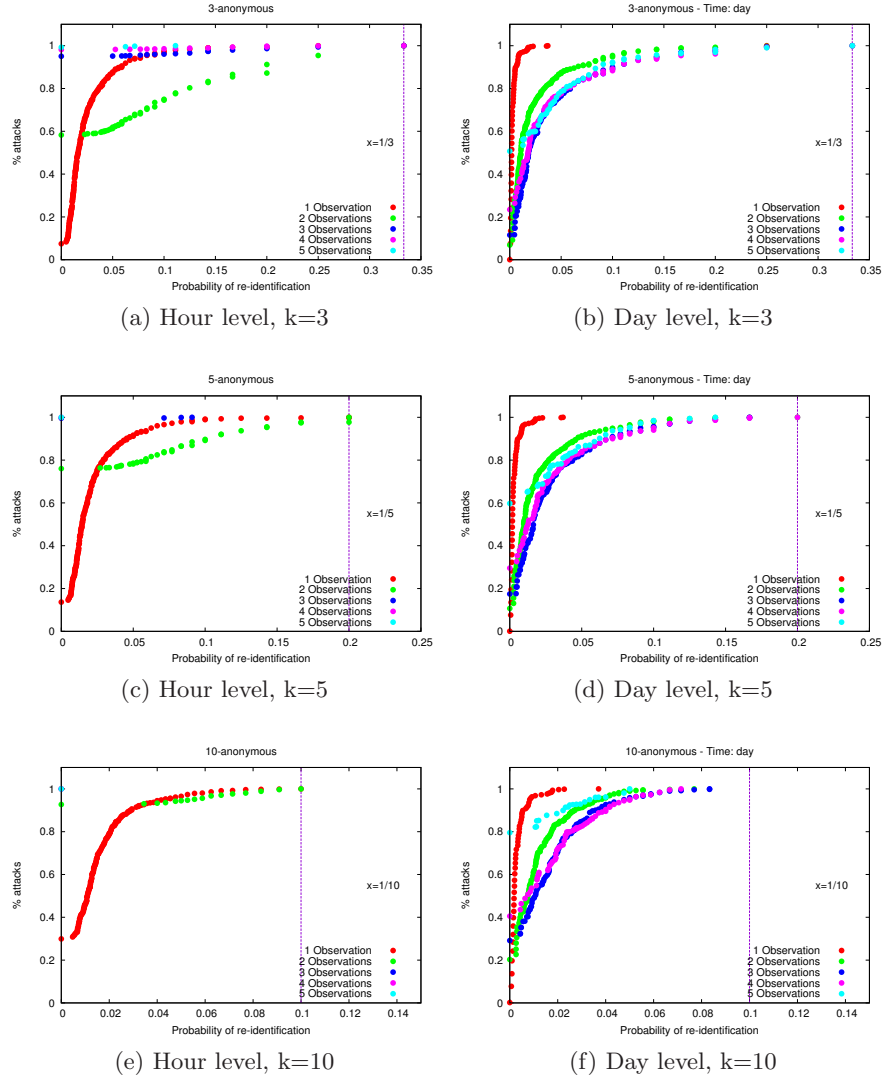 3-anonymous
% attacks
1
0.8
0.6
0.4
0.2
0
x=1/3
1 Observation
2 Observations
3 Observations
4 Observations
5 Observations
0 0.05 0.1 0.15 0.2 0.25 0.3 0.35
Probability of re-identification
(a) Hour level, k=3
3-anonymous - Time: day
% attacks
1
0.8
0.6
0.4
0.2
0
x=1/3
1 Observation
2 Observations
3 Observations
4 Observations
5 Observations
0 0.05 0.1 0.15 0.2 0.25 0.3 0.35
Probability of re-identification
(b) Day level, k=3
5-anonymous
% attacks
1
0.8
0.6
0.4
0.2
0
x=1/5
1 Observation
2 Observations
3 Observations
4 Observations
5 Observations
0 0.05 0.1 0.15 0.2 0.25
Probability of re-identification
(c) Hour level, k=5
5-anonymous - Time: day
% attacks
1
0.8
0.6
0.4
0.2
0
x=1/5
1 Observation
2 Observations
3 Observations
4 Observations
5 Observations
0 0.05 0.1 0.15 0.2 0.25
Probability of re-identification
(d) Day level, k=5
10-anonymous
% attacks
1
0.8
0.6
0.4
0.2
0
x=1/10
1 Observation
2 Observations
3 Observations
4 Observations
5 Observations
0 0.02 0.04 0.06 0.08 0.1 0.12 0.14
Probability of re-identification
(e) Hour level, k=10
10-anonymous - Time: day
% attacks
1
0.8
0.6
0.4
0.2
0
x=1/10
1 Observation
2 Observations
3 Observations
4 Observations
5 Observations
0 0.02 0.04 0.06 0.08 0.1 0.12 0.14
Probability of re-identification
(f) Day level, k=10